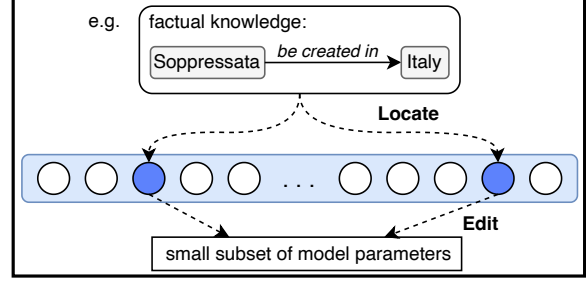 e.g.
factual knowledge:
Soppressata be created in Italy
Locate
. . .
Edit
small subset of model parameters